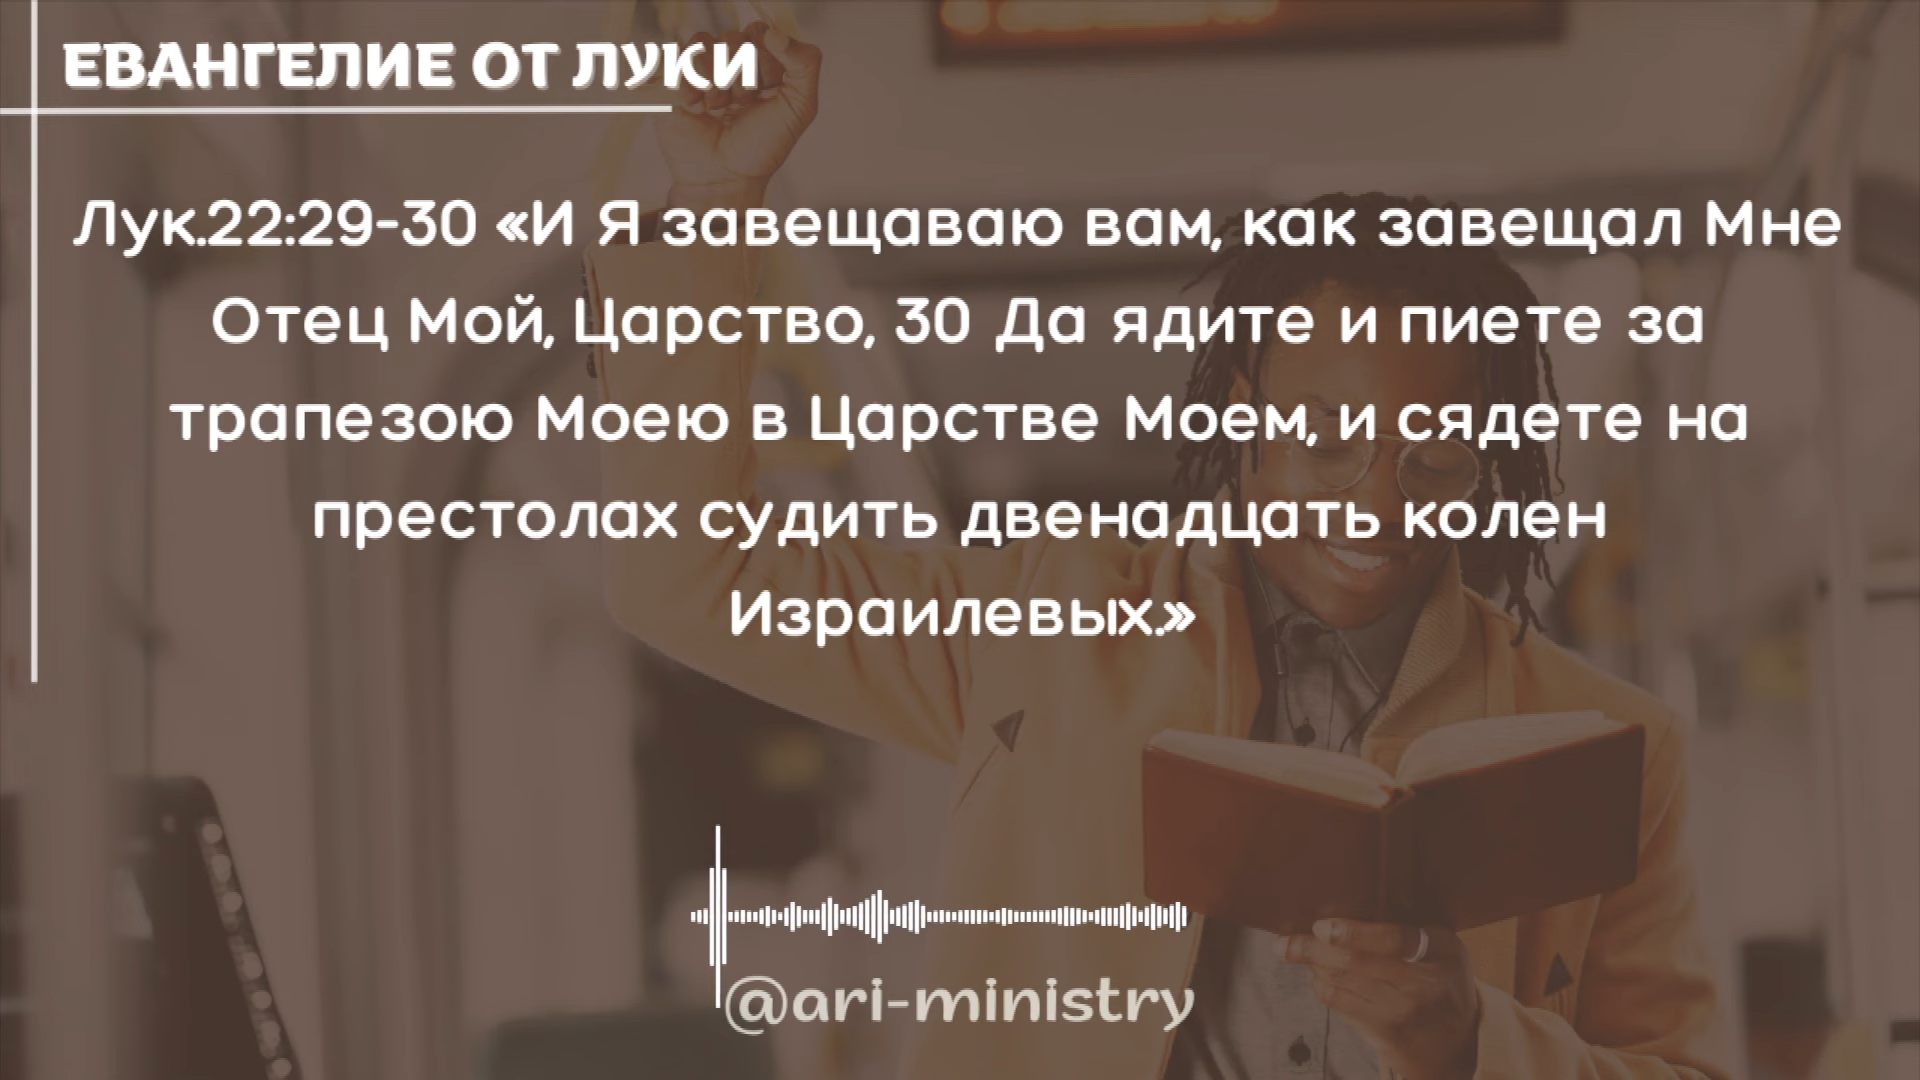 ЕВАНГЕЛИЕ ОТ ЛУКИ
Лук.22:29-30 «И Я завещаваю вам, как завещал Мне
Отец Мой, Царство, 30 Да ядите и пиете за
трапезою Моею в Царстве Моем, и сядете на
престолах судить двенадцать колен
Израилевых.»
@ari-ministry